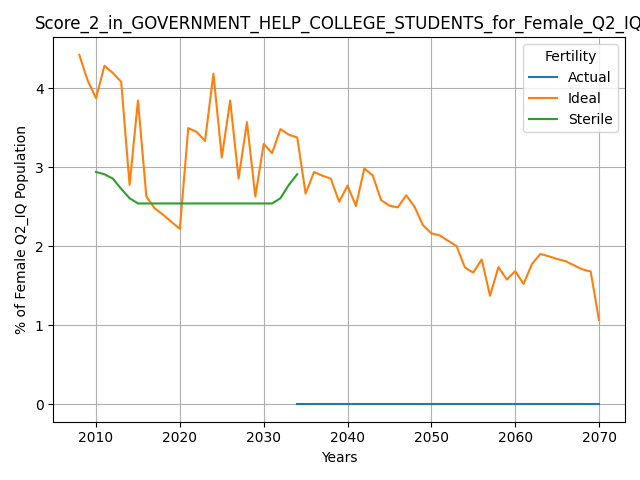 Score_2_in_GOVERNMENT_HELP_COLLEGE_STUDENTS_for_Female_Q2_IQ
Fertility
Actual
Ideal
Sterile
% of Female Q2_IQ Population
4
3
2
1
0
2010 2020 2030 2040 2050 2060 2070
Years